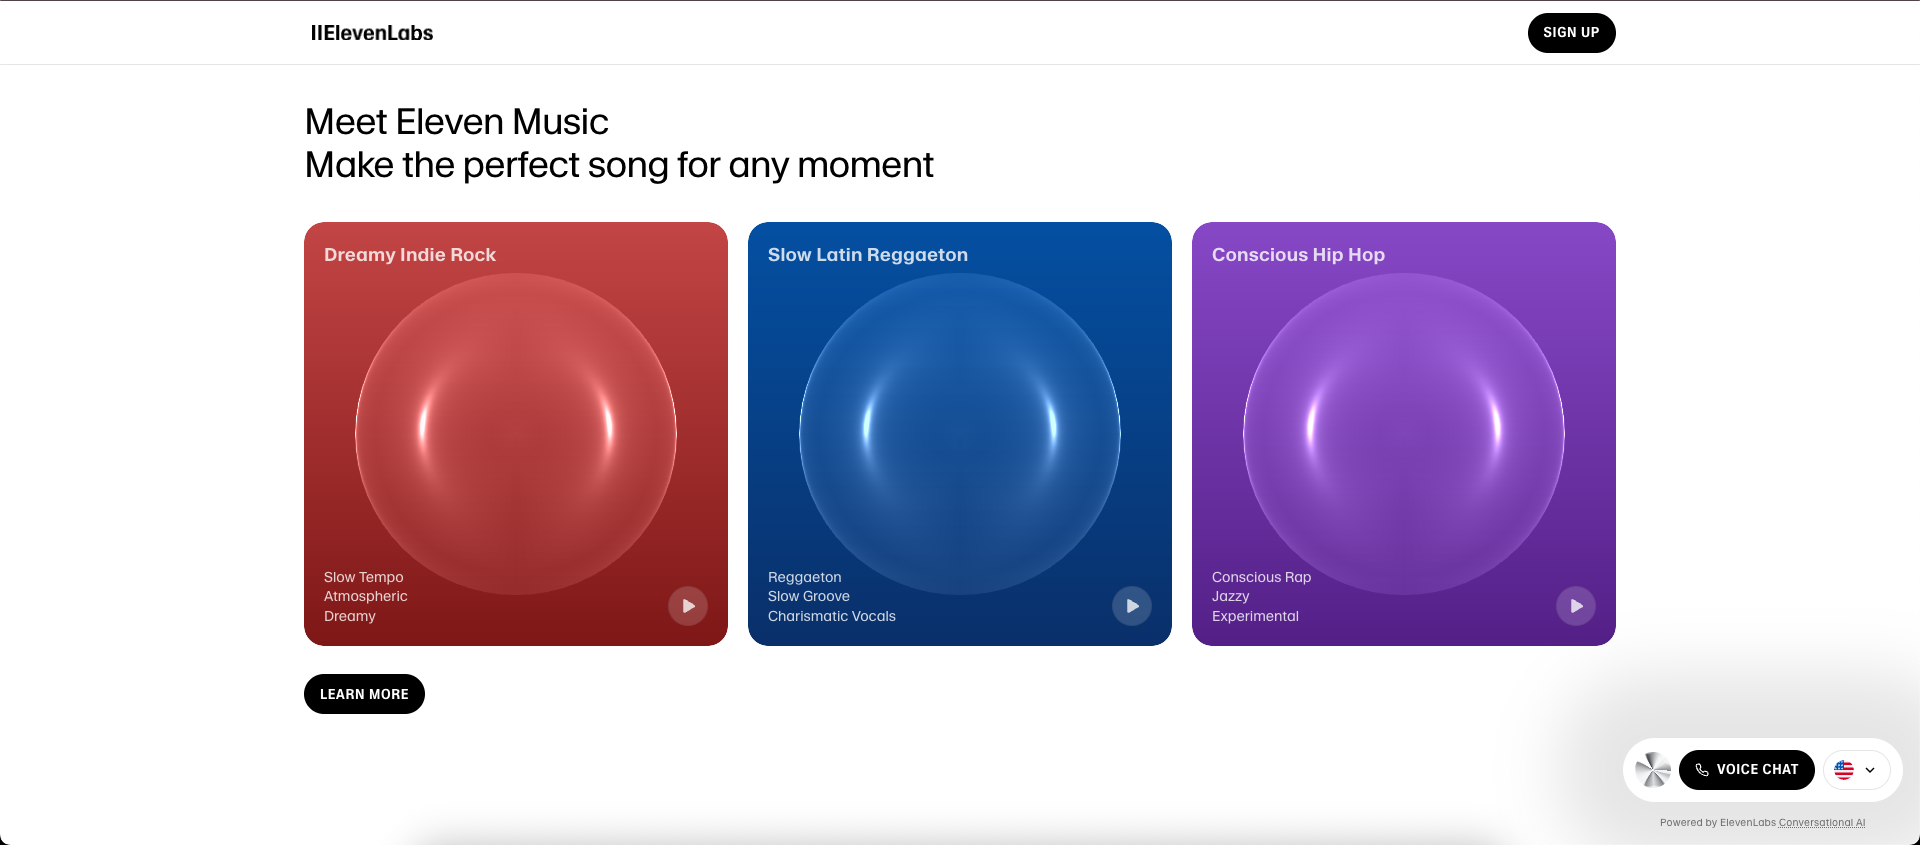 IIElevenLabs
SIGN UP
Meet Eleven Music
Make the perfect song for any moment
Dreamy Indie Rock
Slow Tempo
Atmospheric
Dreamy
Slow Latin Reggaeton
Reggaeton
Slow Groove
Charismatic Vocals
Conscious Hip Hop
Conscious Rap
Jazzy
Experimental
LEARN MORE
VOICE CHAT
Powered by ElevenLabs Conversational AI